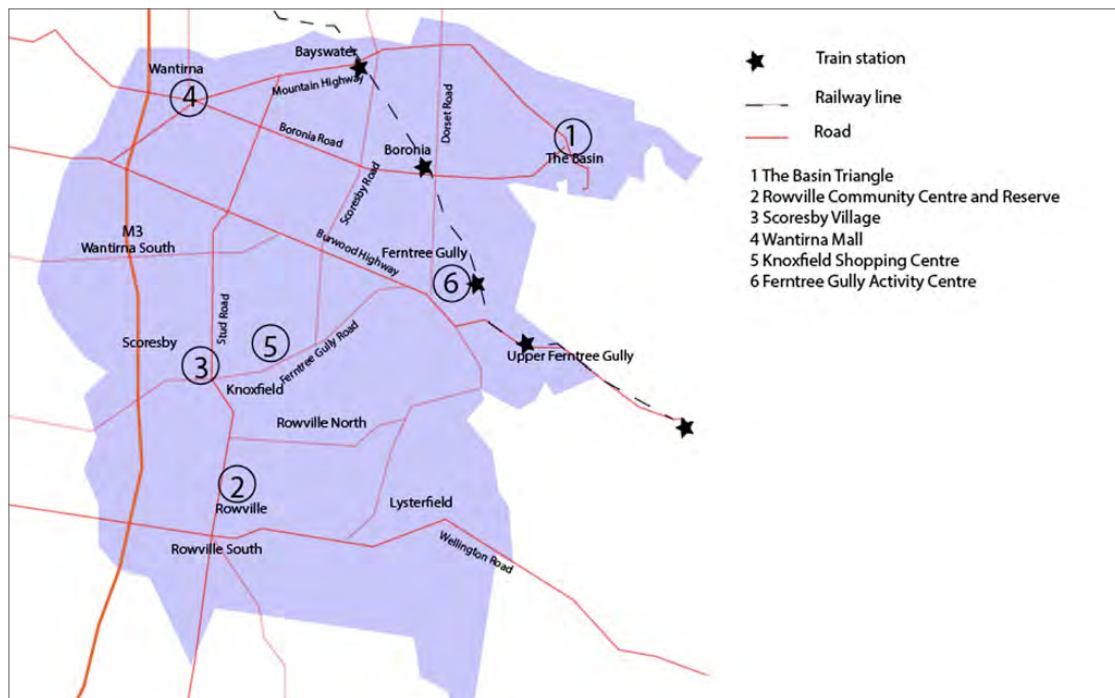 Bayswater
Wantirna
4
Mountain Highway
Boronia Road
Dorset Road
1
The Basin
Boronia
Scoresby Road
M3
Wantirna South
Burwood Highway
Ferntree Gully
6
Stud Road
Scoresby
5
3
Ferntree Gully Road
Upper Ferntree Gully
Knoxfield
Rowville North
2
Rowville
Lysterfield
Rowville South
Wellington Road
Train station
Railway line
Road
1 The Basin Triangle
2 Rowville Community Centre and Reserve
3 Scoresby Village
4 Wantirna Mall
5 Knoxfield Shopping Centre
6 Ferntree Gully Activity Centre